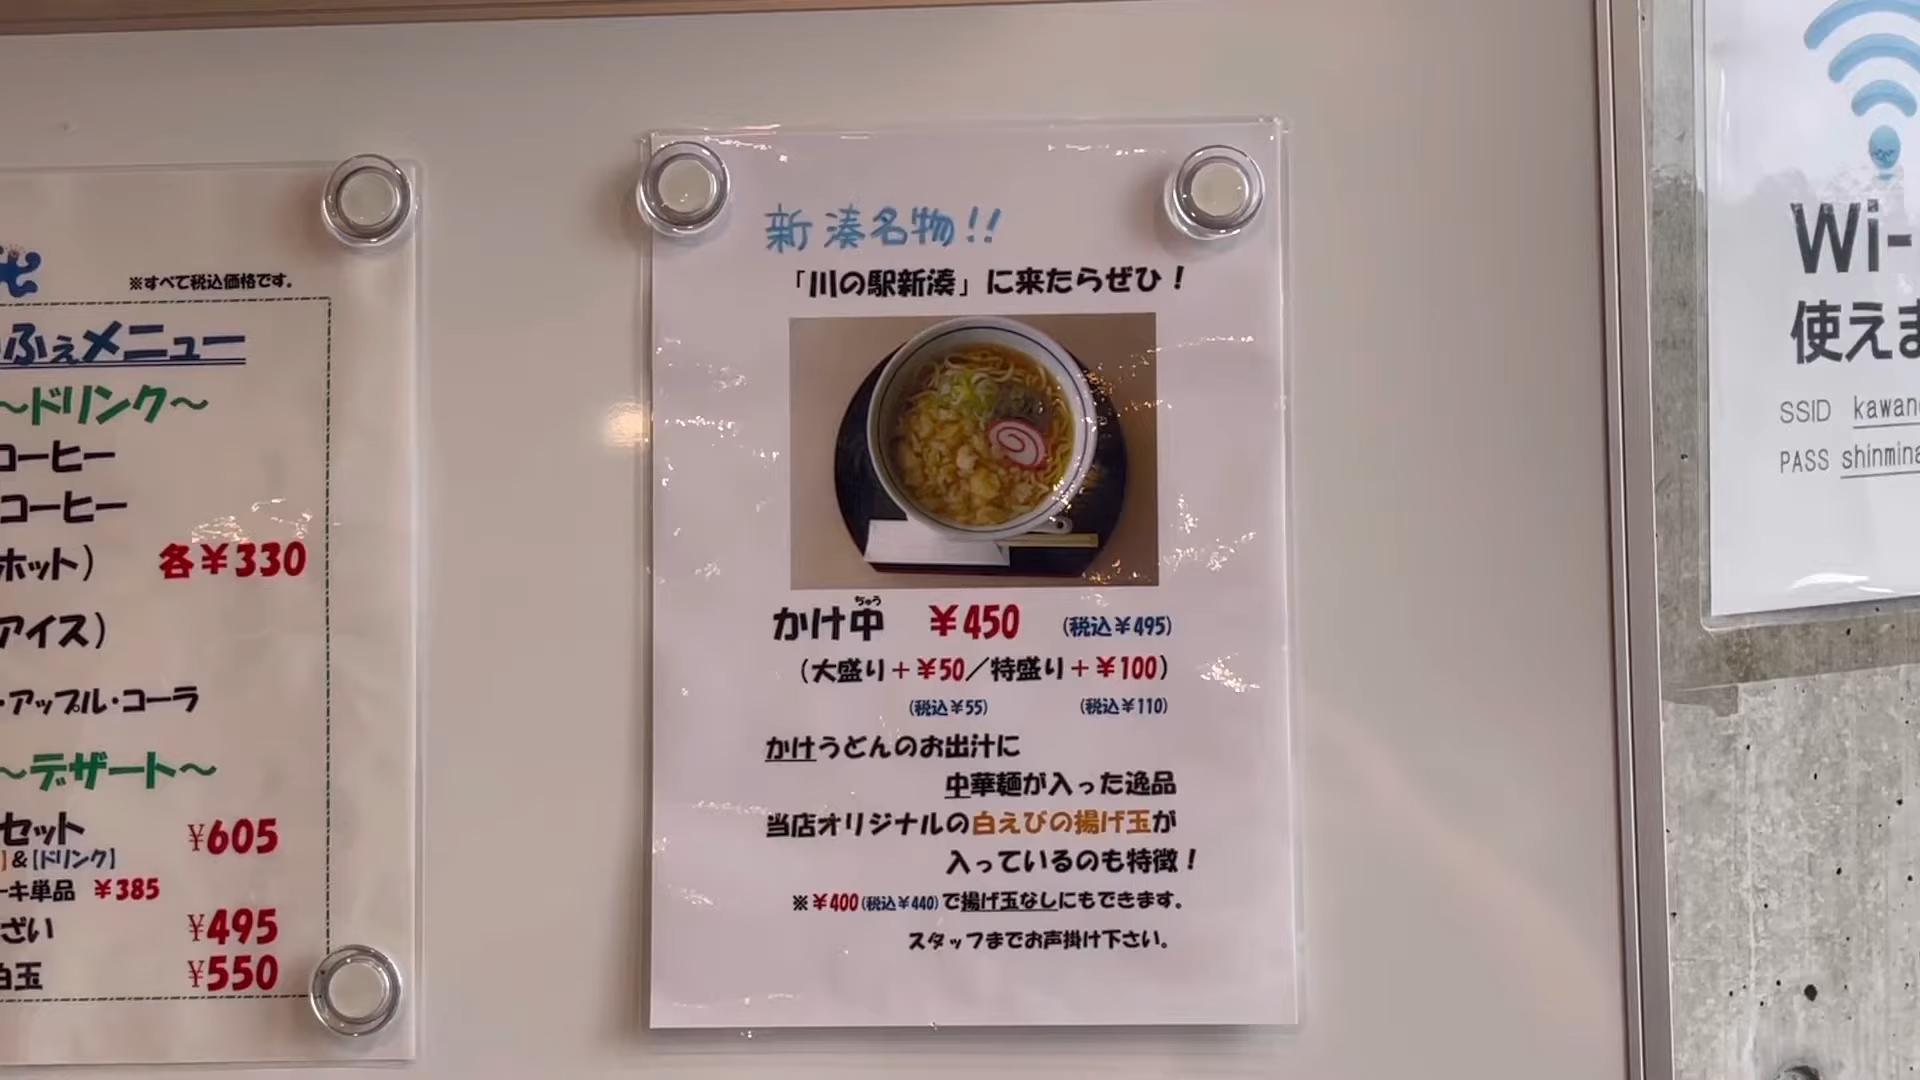 ※すべて税込価格です。
ふぇメニュー
～ドリンク～
コーヒー
コーヒー
ホット） 各￥330
アイス）
・アップル・コーラ
～デザート～
セット ￥605
】&【ドリンク】
ーキ単品 ￥385
ざい ￥495
白玉 ￥550
新湊名物!!
「川の駅新湊」に来たらぜひ！
ちゅう
かけ中 ￥450 (税込￥495)
（大盛り＋￥50／特盛り＋￥100）
(税込￥55) (税込￥110)
かけうどんのお出汁に
中華麺が入った逸品
当店オリジナルの白えびの揚げ玉が
入っているのも特徴！
※￥400(税込￥440)で揚げ玉なしにもできます。
スタッフまでお声掛け下さい。
Wi-
使えま
SSID kawan
PASS shinmina